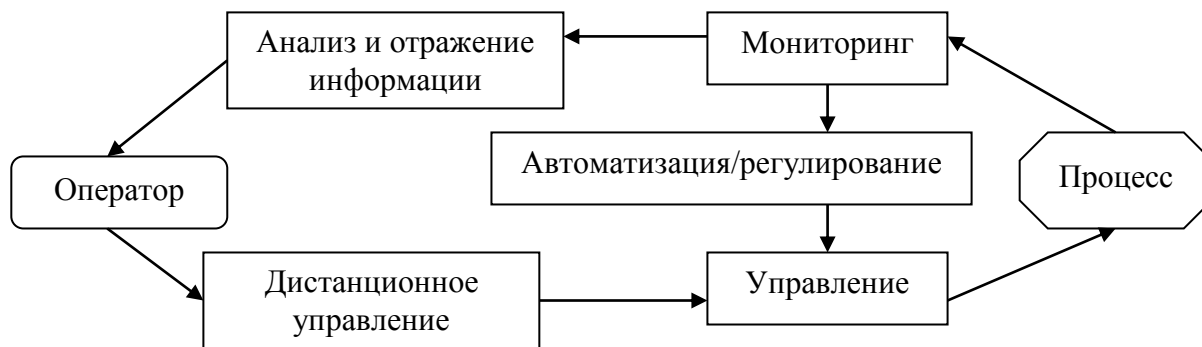 Анализ и отражение
информации
Мониторинг
Автоматизация/регулирование
Оператор
Процесс
Дистанционное
управление
Управление